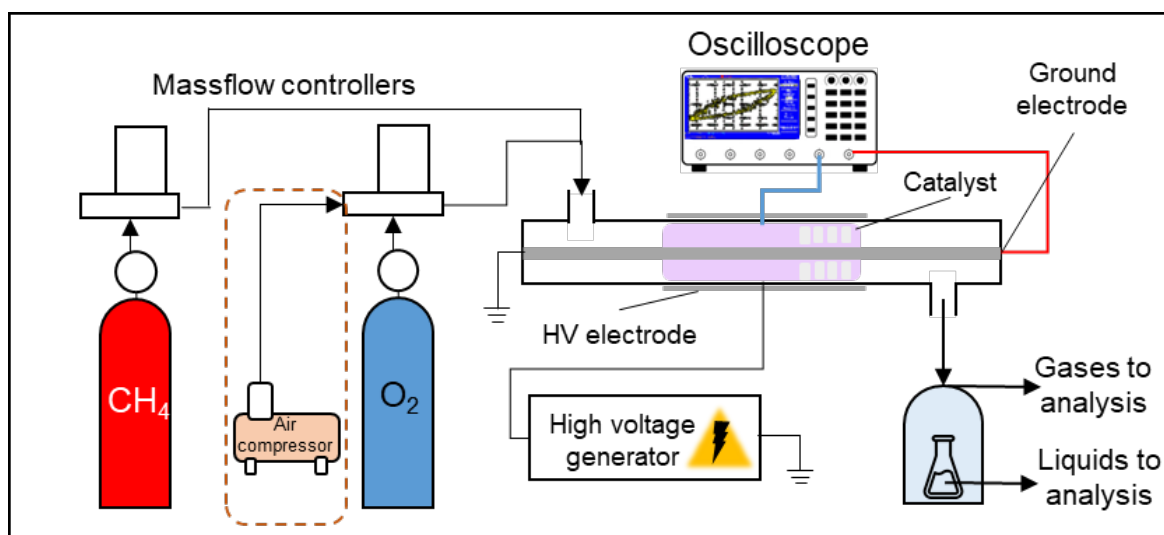 Oscilloscope
Massflow controllers
Ground
electrode
Catalyst
HV electrode
CH4
Air
compressor
O2
High voltage
generator
Gases to
analysis
Liquids to
analysis